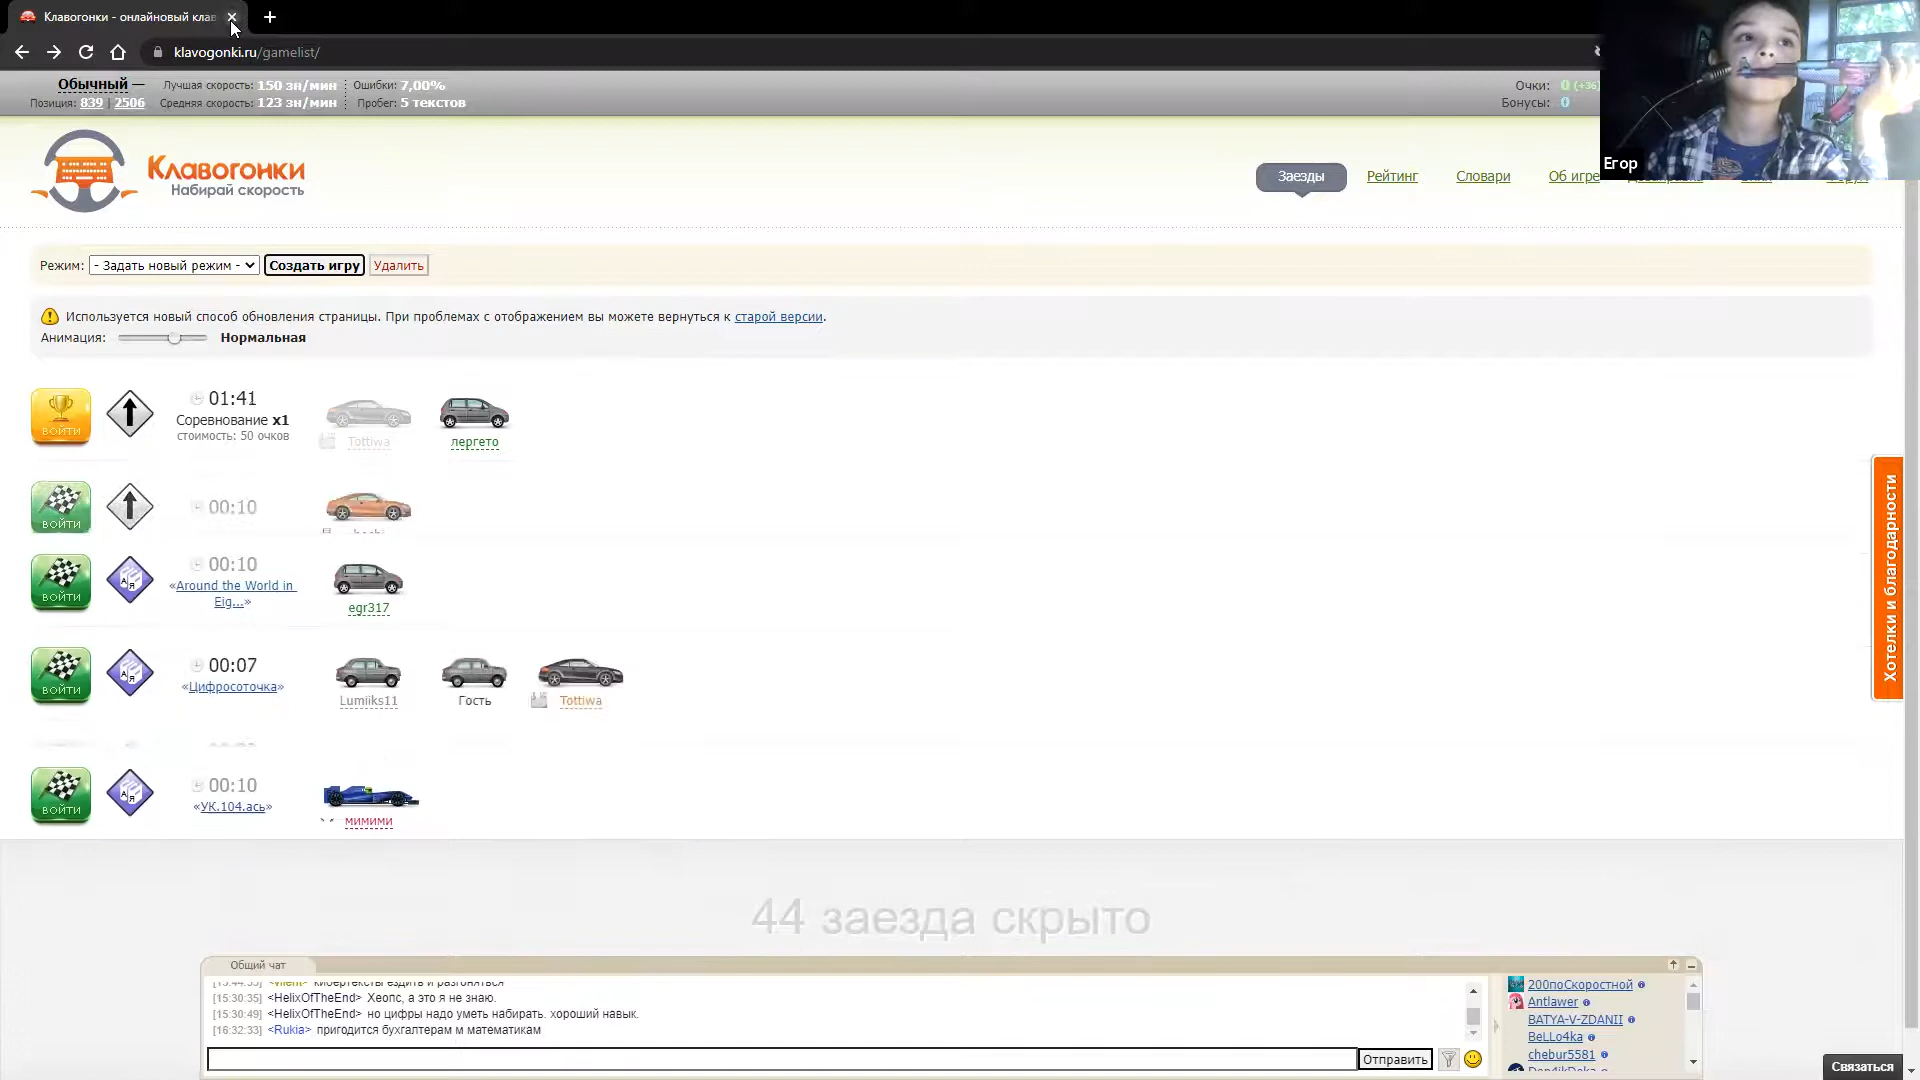 Клавогонки - онлайновый клав
klavogonki.ru/gamelist/
Обычный —
Лучшая скорость: 150 зн/мин
Ошибки: 7,00%
Позиция: 839 | 2506
Средняя скорость: 123 зн/мин
Пробег: 5 текстов
Очки: 0 (+36)
Бонусы: 0
Егор
Клавогонки
Набирай скорость
Заезды
Рейтинг
Словари
Об игре
Режим: - Задать новый режим - Создать игру Удалить
Используется новый способ обновления страницы. При проблемах с отображением вы можете вернуться к старой версии.
Анимация: Нормальная
войти
01:41
Соревнование x1
стоимость: 50 очков
Tottiwa
лергето
войти
00:10
войти
00:10
«Around the World in Eig...»
egr317
войти
00:07
«Цифросоточка»
Lumiiks11
Гость
Tottiwa
войти
00:10
«УК.104.ась»
мимими
Хотелки и благодарности
44 заезда скрыто
Общий чат
кибертексты ездить и разгоняться
[15:30:35] <HelixOfTheEnd> Хеопс, а это я не знаю.
[15:30:49] <HelixOfTheEnd> но цифры надо уметь набирать. хороший навык.
[16:32:33] <Rukia> пригодится бухгалтерам м математикам
Отправить
200поСкоростной
Antlawer
BATYA-V-ZDANII
BeLLo4ka
chebur5581
Связаться